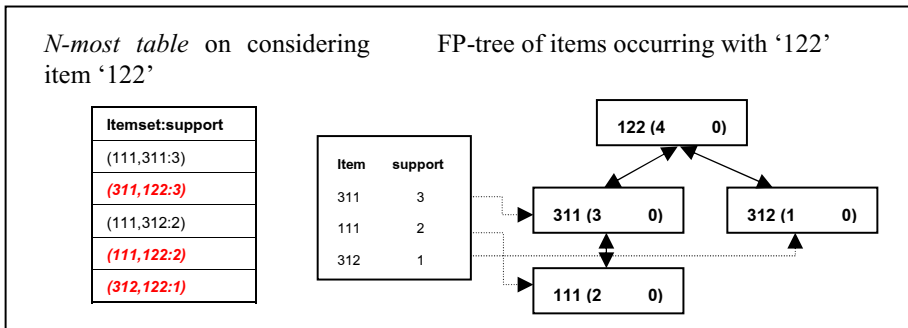 N-most table on considering
item ‘122’
FP-tree of items occurring with ‘122’
Itemset:support
(111,311:3)
(311,122:3)
(111,312:2)
(111,122:2)
(312,122:1)
Item support
311 3
111 2
312 1
122 (4 0)
311 (3 0)
312 (1 0)
111 (2 0)